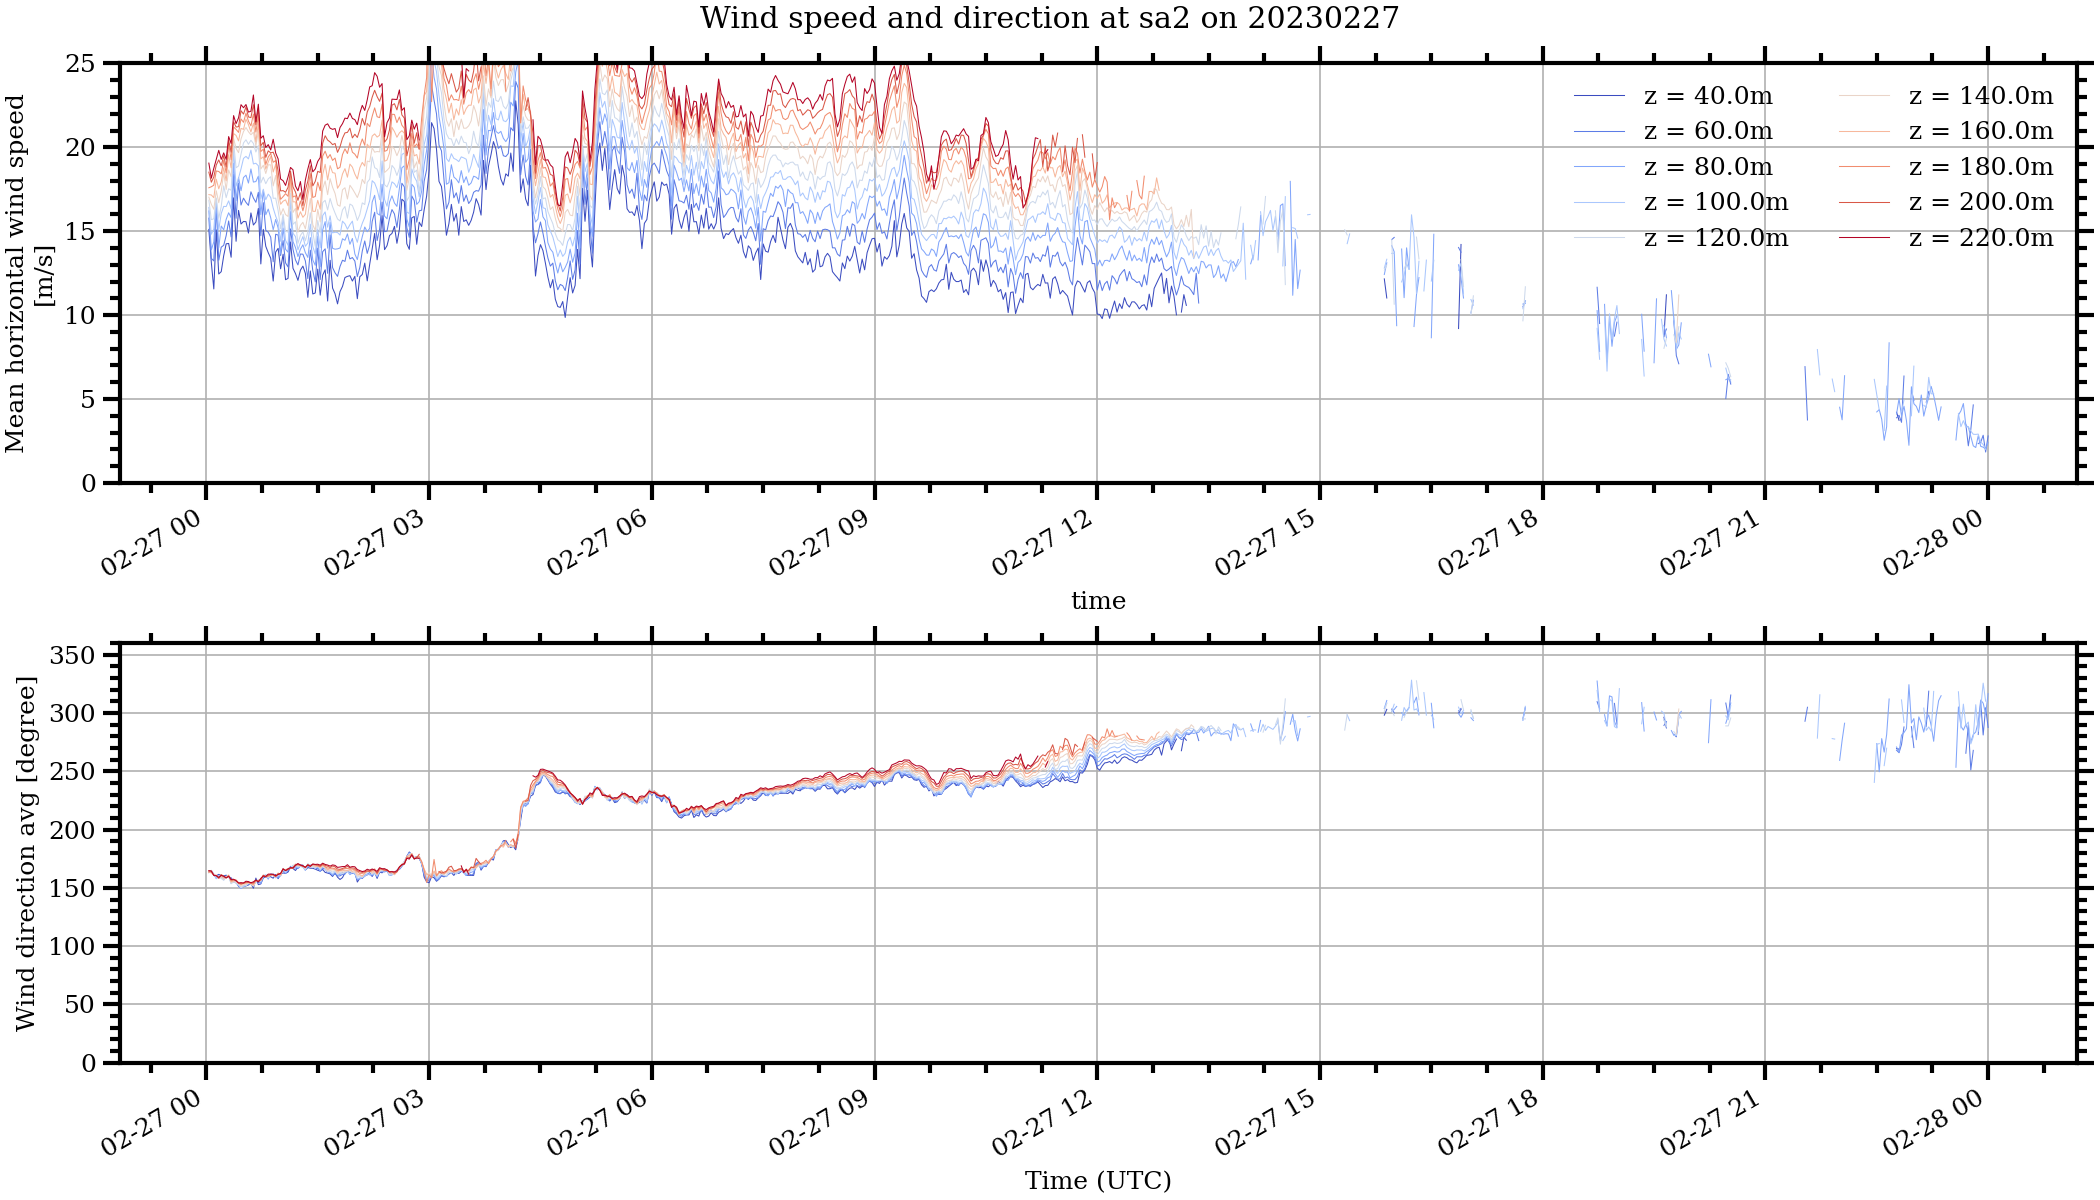 Wind speed and direction at sa2 on 20230227
Mean horizontal wind speed
[m/s]
25
20
15
10
5
0
z = 40.0m
z = 60.0m
z = 80.0m
z = 100.0m
z = 120.0m
z = 140.0m
z = 160.0m
z = 180.0m
z = 200.0m
z = 220.0m
02-27 00
02-27 03
02-27 06
02-27 09
02-27 12
02-27 15
02-27 18
02-27 21
02-28 00
time
Wind direction avg [degree]
350
300
250
200
150
100
50
0
02-27 00
02-27 03
02-27 06
02-27 09
02-27 12
02-27 15
02-27 18
02-27 21
02-28 00
Time (UTC)